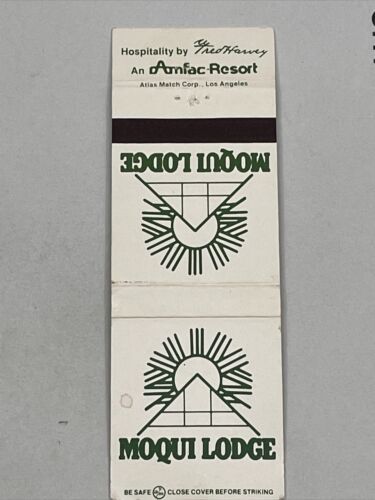 Hospitality by Fred Harvey
An Amfac Resort
Atlas Match Corp., Los Angeles
MOQUI LODGE
MOQUI LODGE
BE SAFE CLOSE COVER BEFORE STRIKING